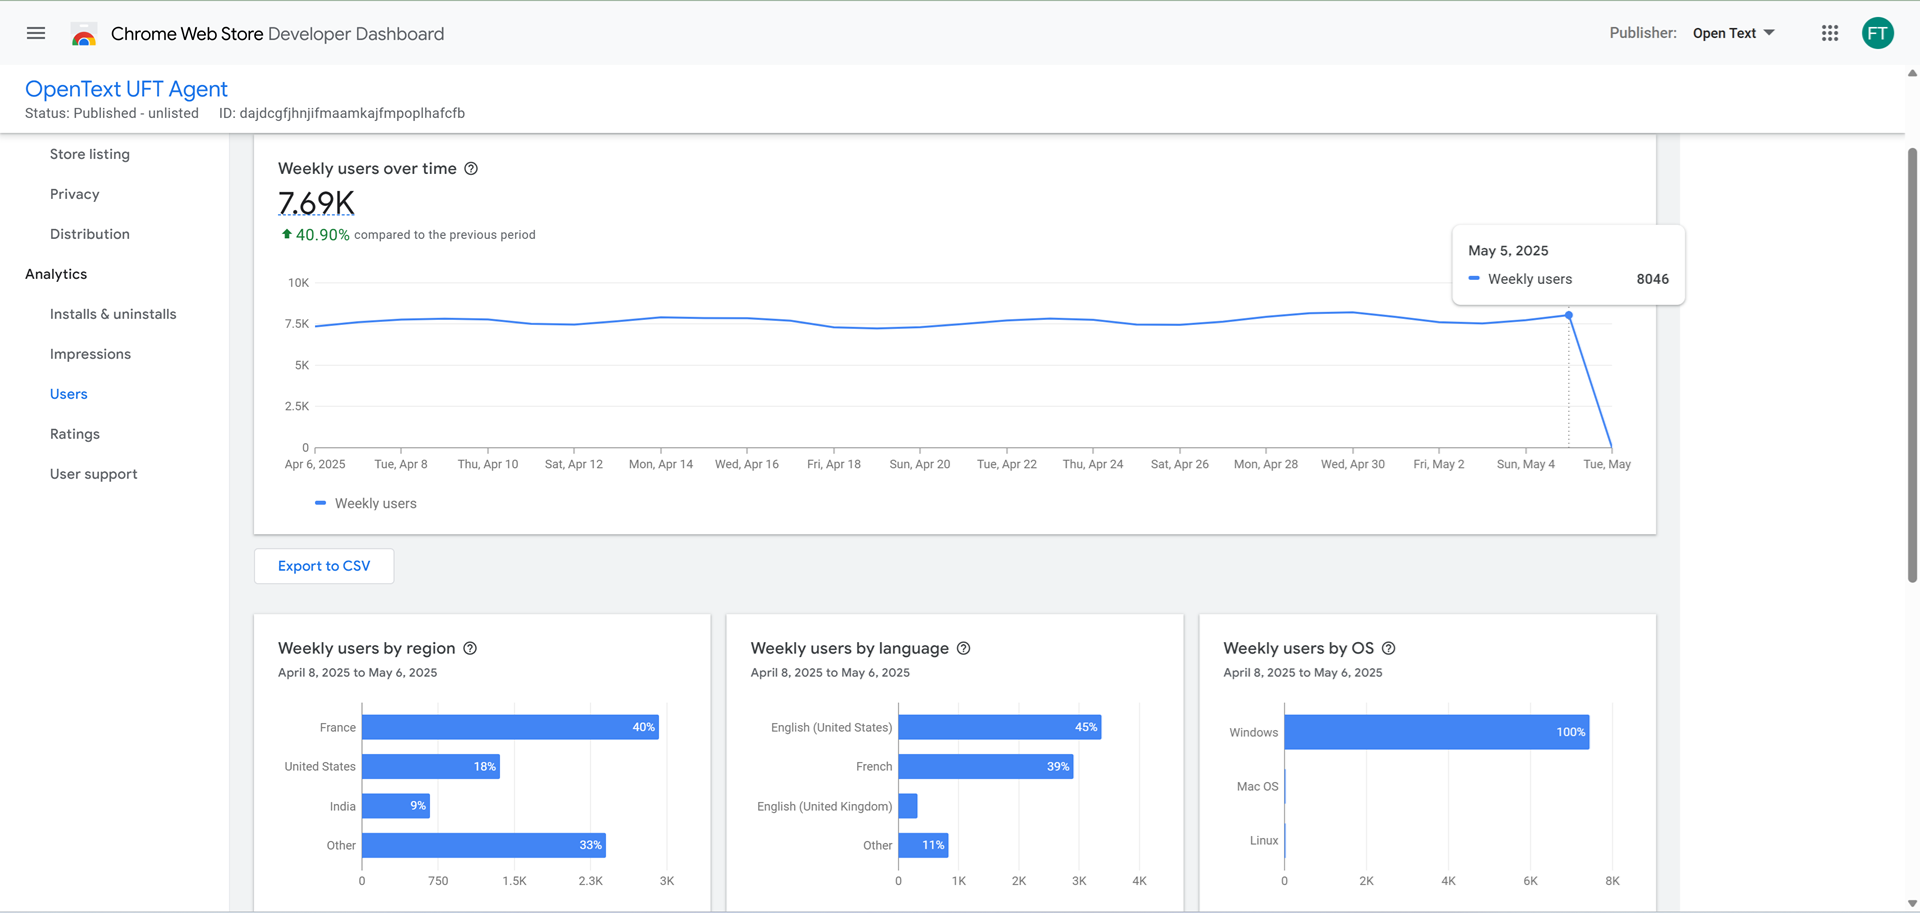 Chrome Web Store Developer Dashboard
Publisher: Open Text
FT
OpenText UFT Agent
Status: Published - unlisted ID: dajdcgfjhnjifmaamkajfmpoplhafcfb
Store listing
Privacy
Distribution
Analytics
Installs & uninstalls
Impressions
Users
Ratings
User support
Weekly users over time
7.69K
40.90% compared to the previous period
May 5, 2025
Weekly users 8046
10K
7.5K
5K
2.5K
0
Apr 6, 2025 Tue, Apr 8 Thu, Apr 10 Sat, Apr 12 Mon, Apr 14 Wed, Apr 16 Fri, Apr 18 Sun, Apr 20 Tue, Apr 22 Thu, Apr 24 Sat, Apr 26 Mon, Apr 28 Wed, Apr 30 Fri, May 2 Sun, May 4 Tue, May
Weekly users
Export to CSV
Weekly users by region
April 8, 2025 to May 6, 2025
France 40%
United States 18%
India 9%
Other 33%
0 750 1.5K 2.3K 3K
Weekly users by language
April 8, 2025 to May 6, 2025
English (United States) 45%
French 39%
English (United Kingdom)
Other 11%
0 1K 2K 3K 4K
Weekly users by OS
April 8, 2025 to May 6, 2025
Windows 100%
Mac OS
Linux
0 2K 4K 6K 8K